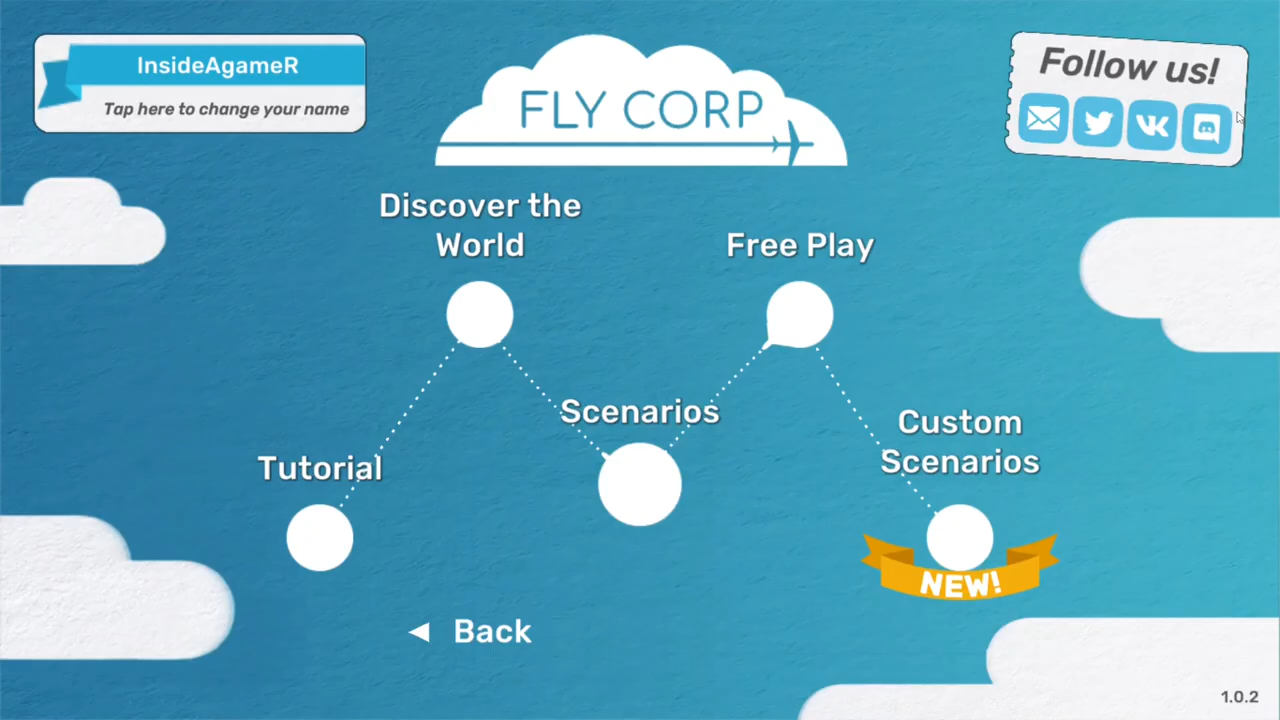 InsideAgameR
Tap here to change your name
FLY CORP
Follow us!
Discover the
World
Free Play
Scenarios
Custom
Scenarios
Tutorial
NEW!
Back
1.0.2